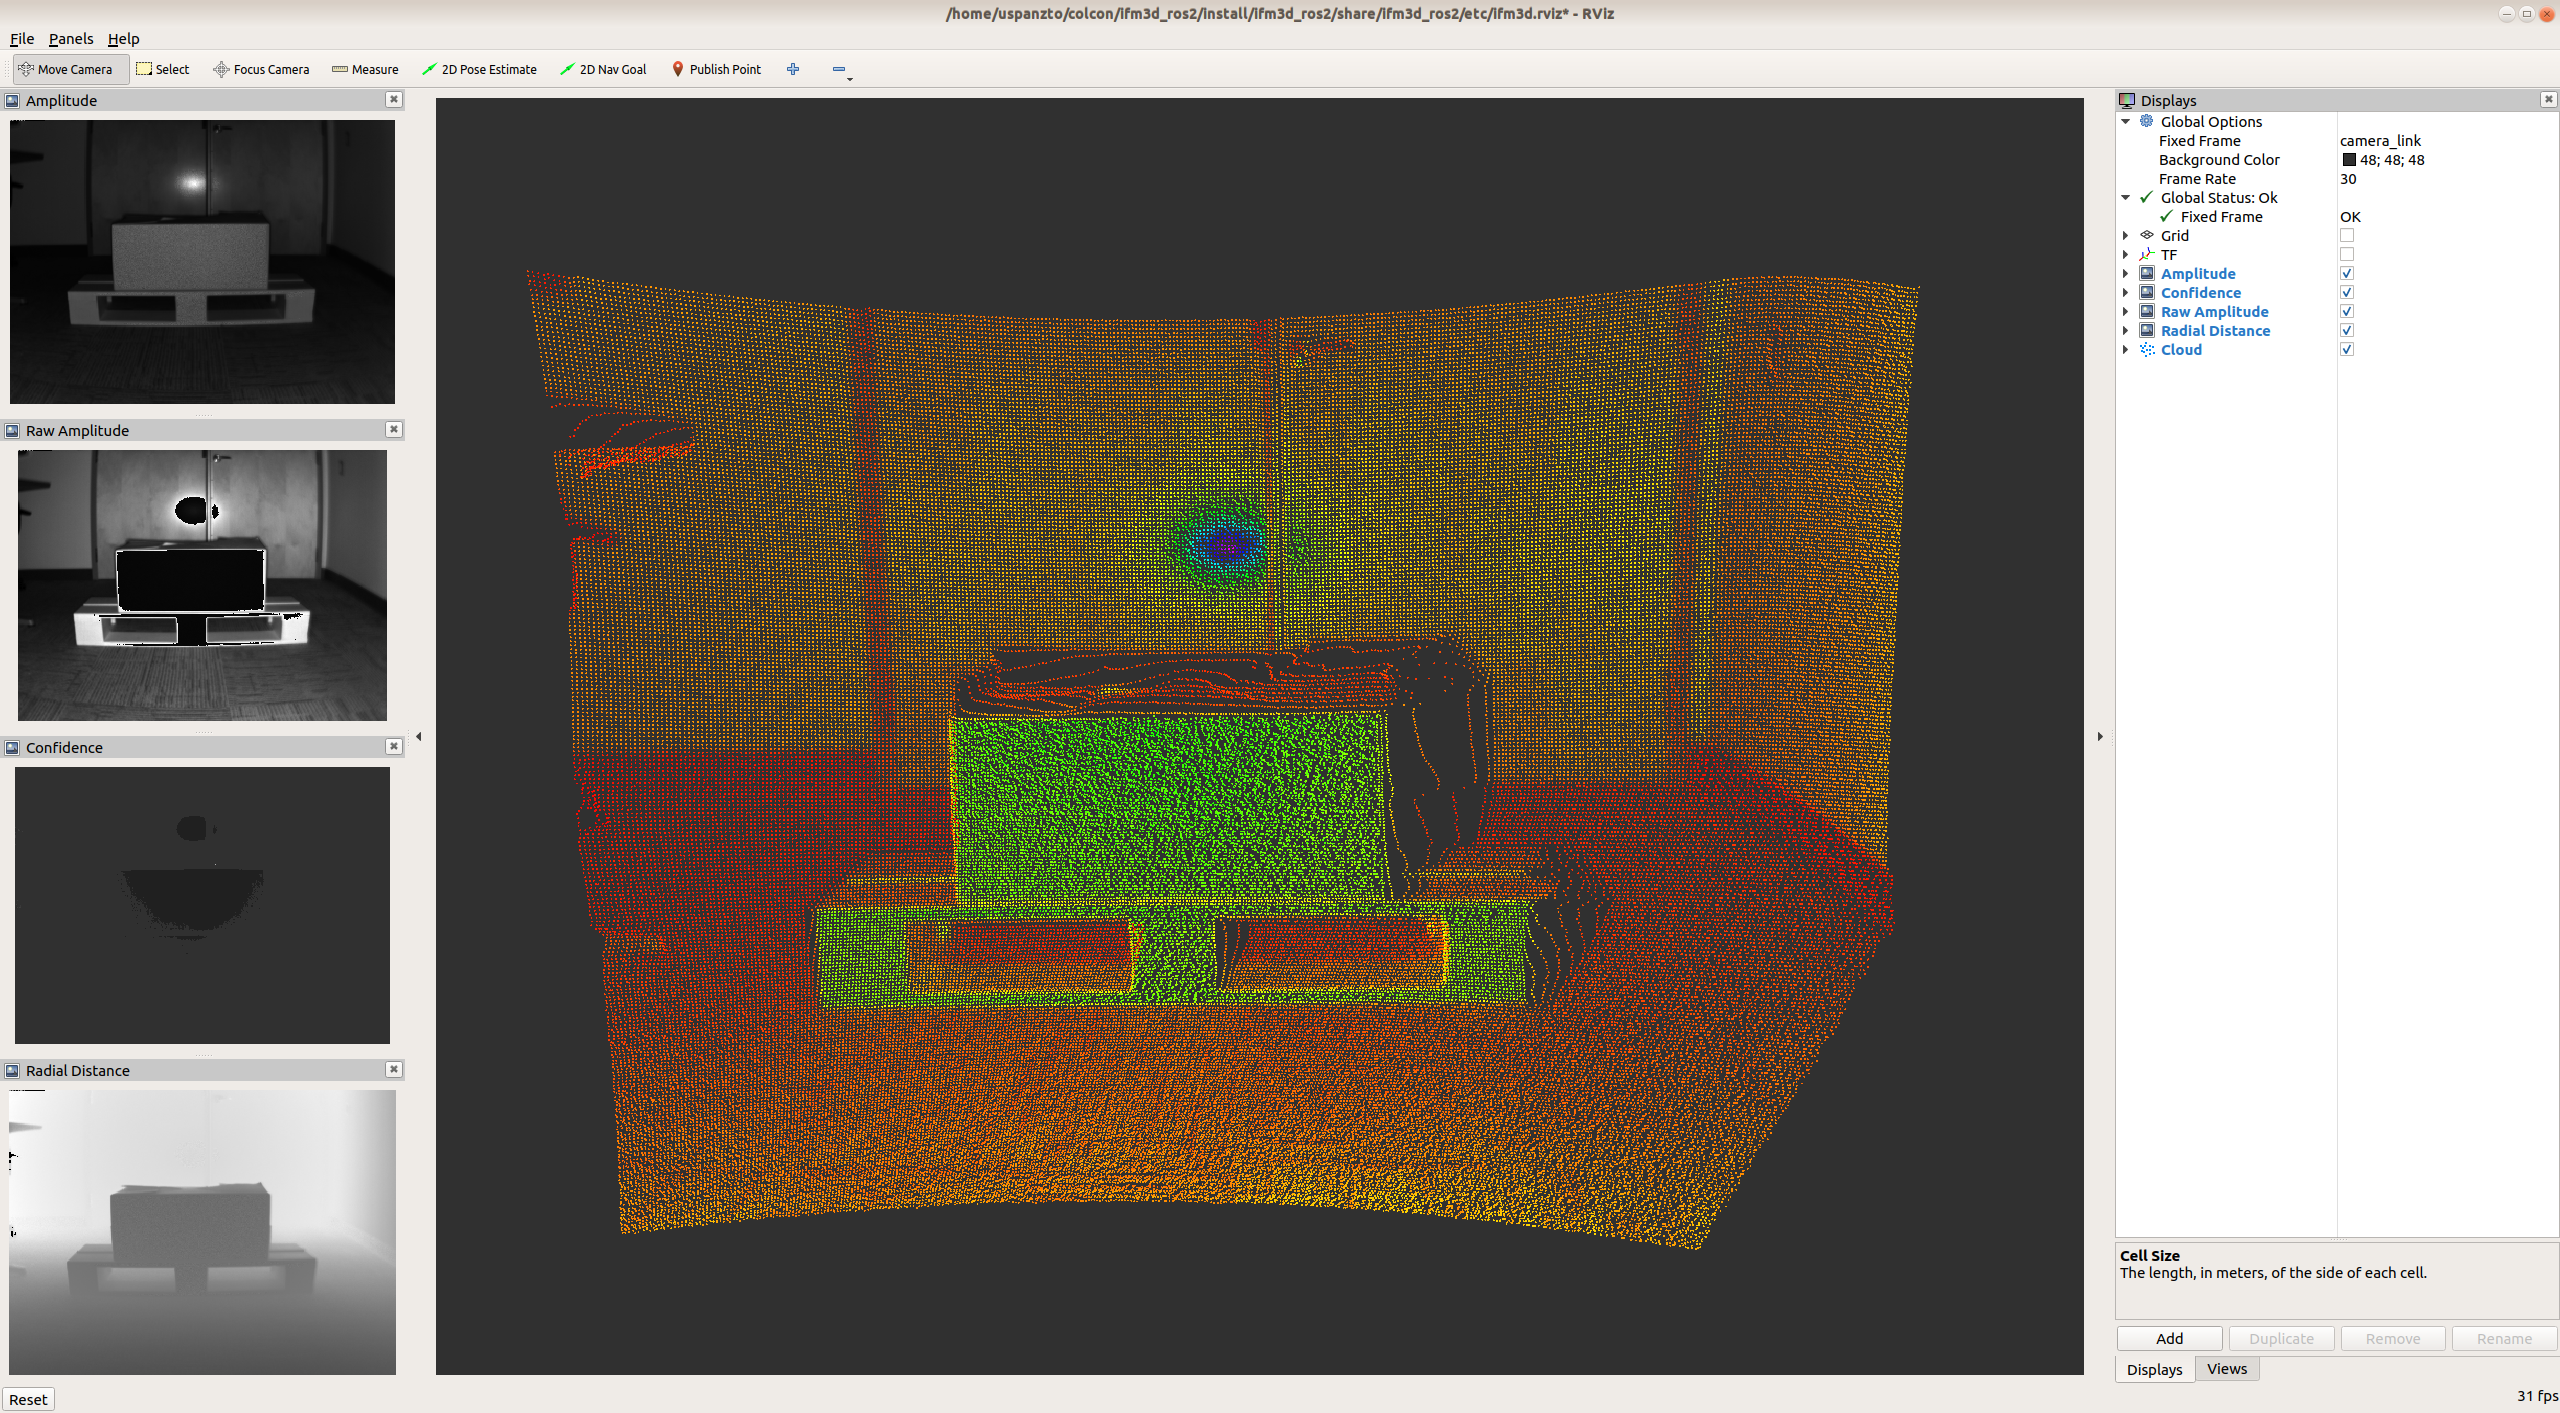 /home/uspanzto/colcon/ifm3d_ros2/install/ifm3d_ros2/share/ifm3d_ros2/etc/ifm3d.rviz* - RViz
File Panels Help
Move Camera Select Focus Camera Measure 2D Pose Estimate 2D Nav Goal Publish Point
Amplitude
Raw Amplitude
Confidence
Radial Distance
Reset
Displays
Global Options
Fixed Frame camera_link
Background Color 48; 48; 48
Frame Rate 30
Global Status: Ok
Fixed Frame OK
Grid
TF
Amplitude
Confidence
Raw Amplitude
Radial Distance
Cloud
Cell Size
The length, in meters, of the side of each cell.
Add Duplicate Remove Rename
Displays Views
31 fps